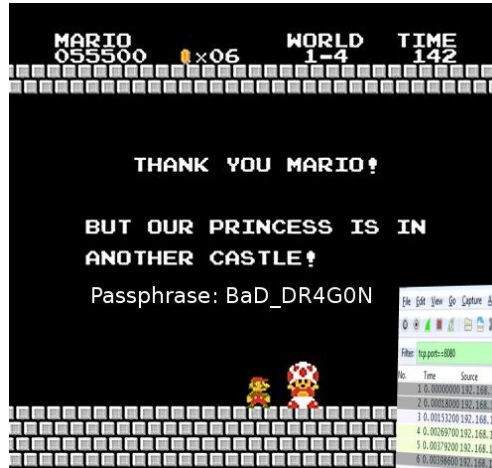 MARIO WORLD TIME
055500 ×06 1-4 142
THANK YOU MARIO!
BUT OUR PRINCESS IS IN
ANOTHER CASTLE!
Passphrase: BaD_DR4G0N
File Edit View Go Capture A
Filter: tcp.port==8080
No. Time Source
1 0.00000000 192.168.
2 0.00018000 192.168.
3 0.00153200 192.168.
4 0.00269700 192.168.
5 0.00379200 192.168.
6 0.00398600 192.168.